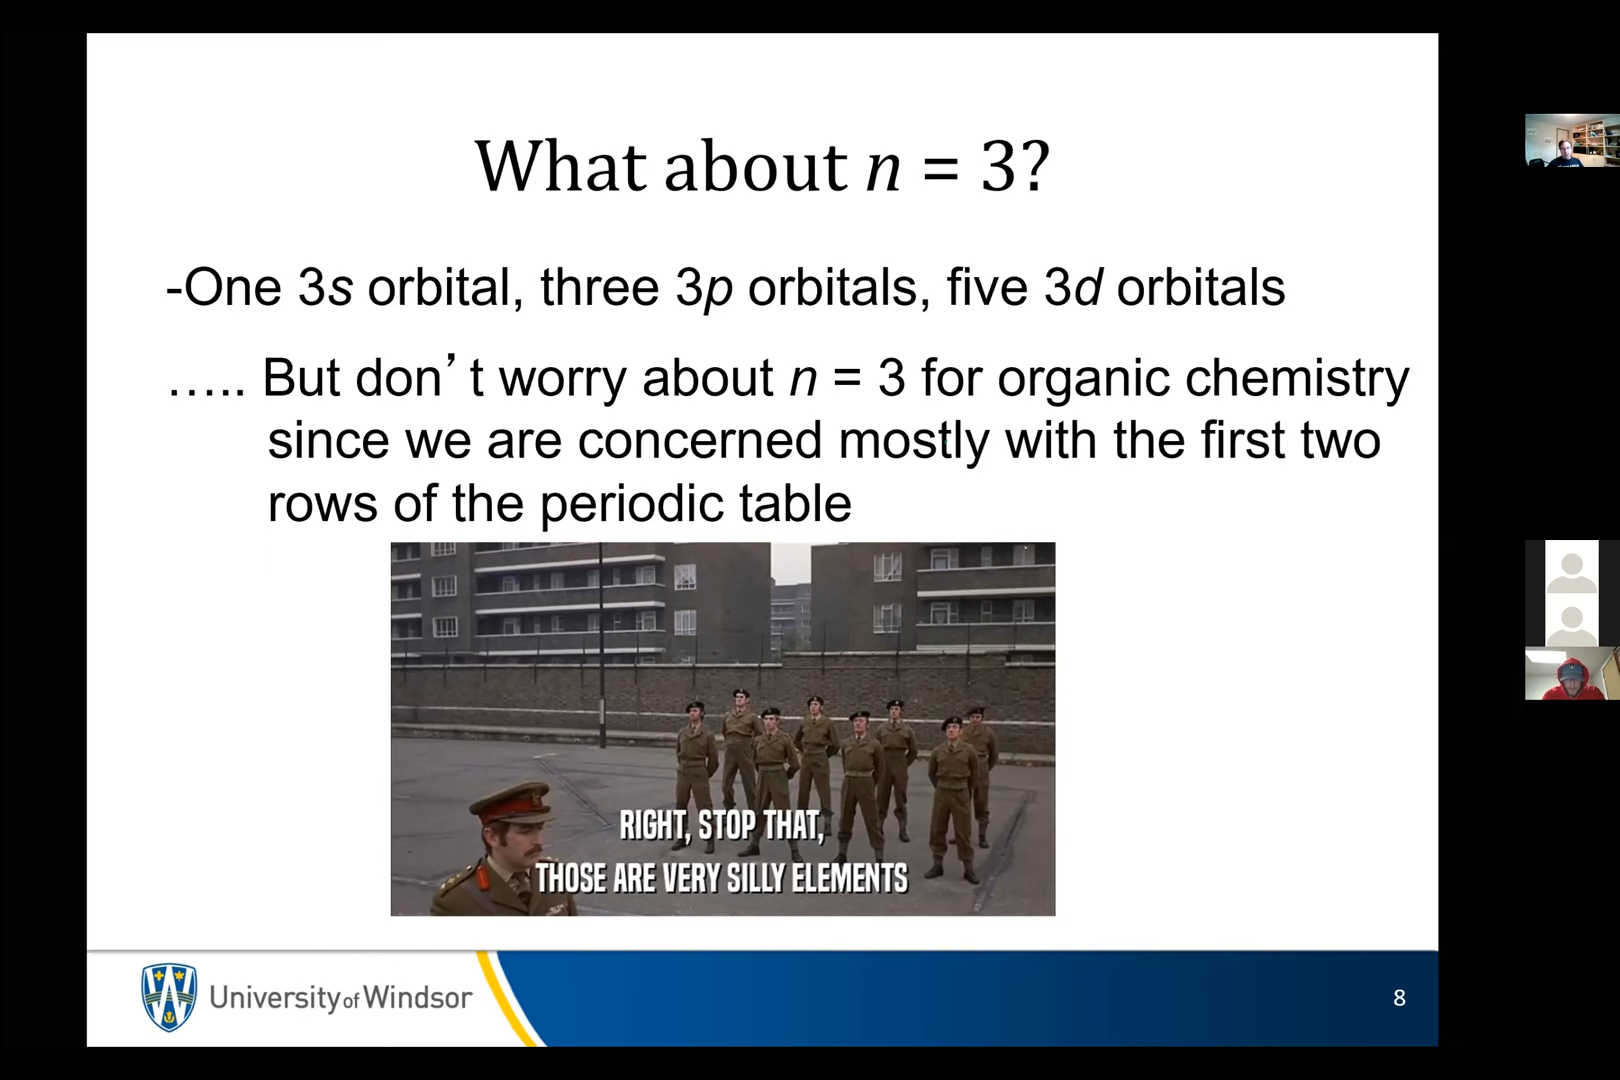 What about n = 3?
-One 3s orbital, three 3p orbitals, five 3d orbitals
..... But don’t worry about n = 3 for organic chemistry
since we are concerned mostly with the first two
rows of the periodic table
RIGHT, STOP THAT,
THOSE ARE VERY SILLY ELEMENTS
University of Windsor
8